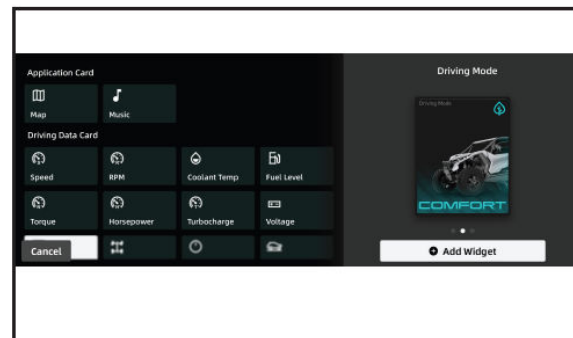 Application Card
Map
Music
Driving Data Card
Speed
RPM
Coolant Temp
Fuel Level
Torque
Horsepower
Turbocharge
Voltage
Cancel
Driving Mode
Driving Mode
COMFORT
Add Widget